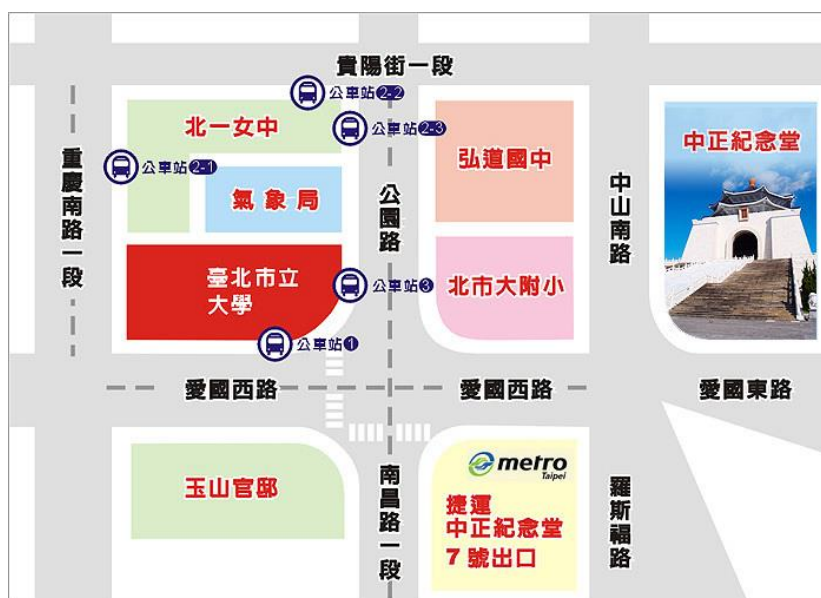 貴陽街一段
公車站2-2
北一女中
公車站2-3
弘道國中
中正紀念堂
重慶南路一段
公車站2-1
氣象局
公園路
中山南路
臺北市立
大學
公車站3
北市大附小
公車站1
愛國西路
愛國西路
愛國東路
玉山官邸
南昌路一段
metro
Taipei
捷運
中正紀念堂
7號出口
羅斯福路